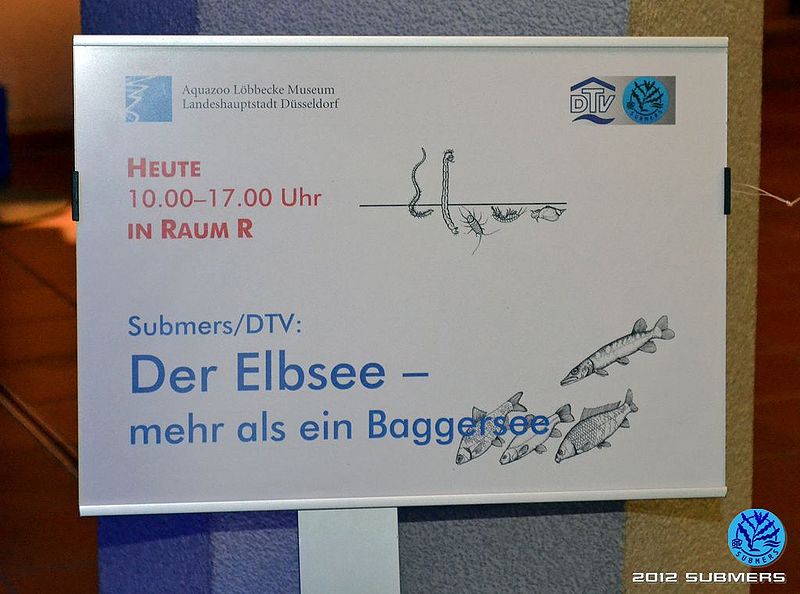 Aquazoo Löbbecke Museum
Landeshauptstadt Düsseldorf
DTV
SUBMERS
HEUTE
10.00–17.00 Uhr
IN RAUM R
Submers/DTV:
Der Elbsee –
mehr als ein Baggersee
SUBMERS
2012 SUBMERS